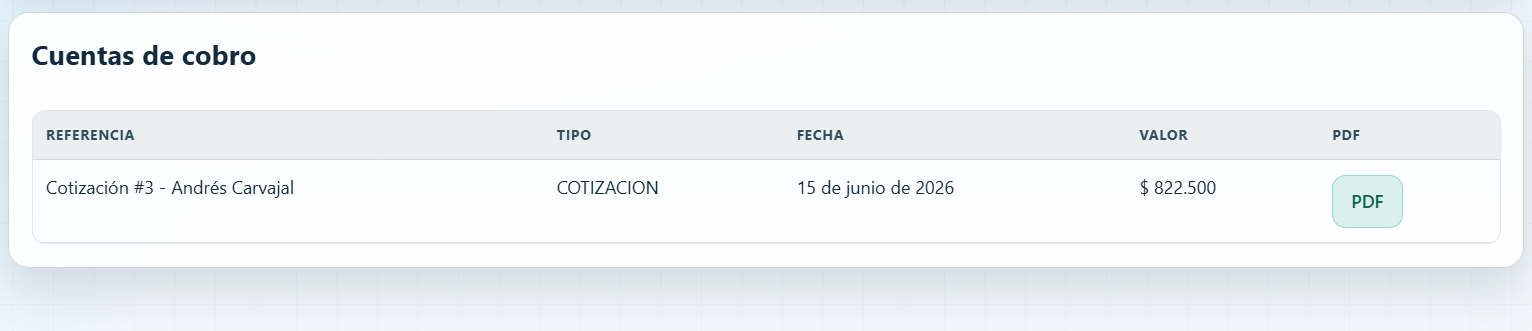 Cuentas de cobro
REFERENCIA TIPO FECHA VALOR PDF
Cotización #3 - Andrés Carvajal COTIZACION 15 de junio de 2026 $ 822.500 PDF